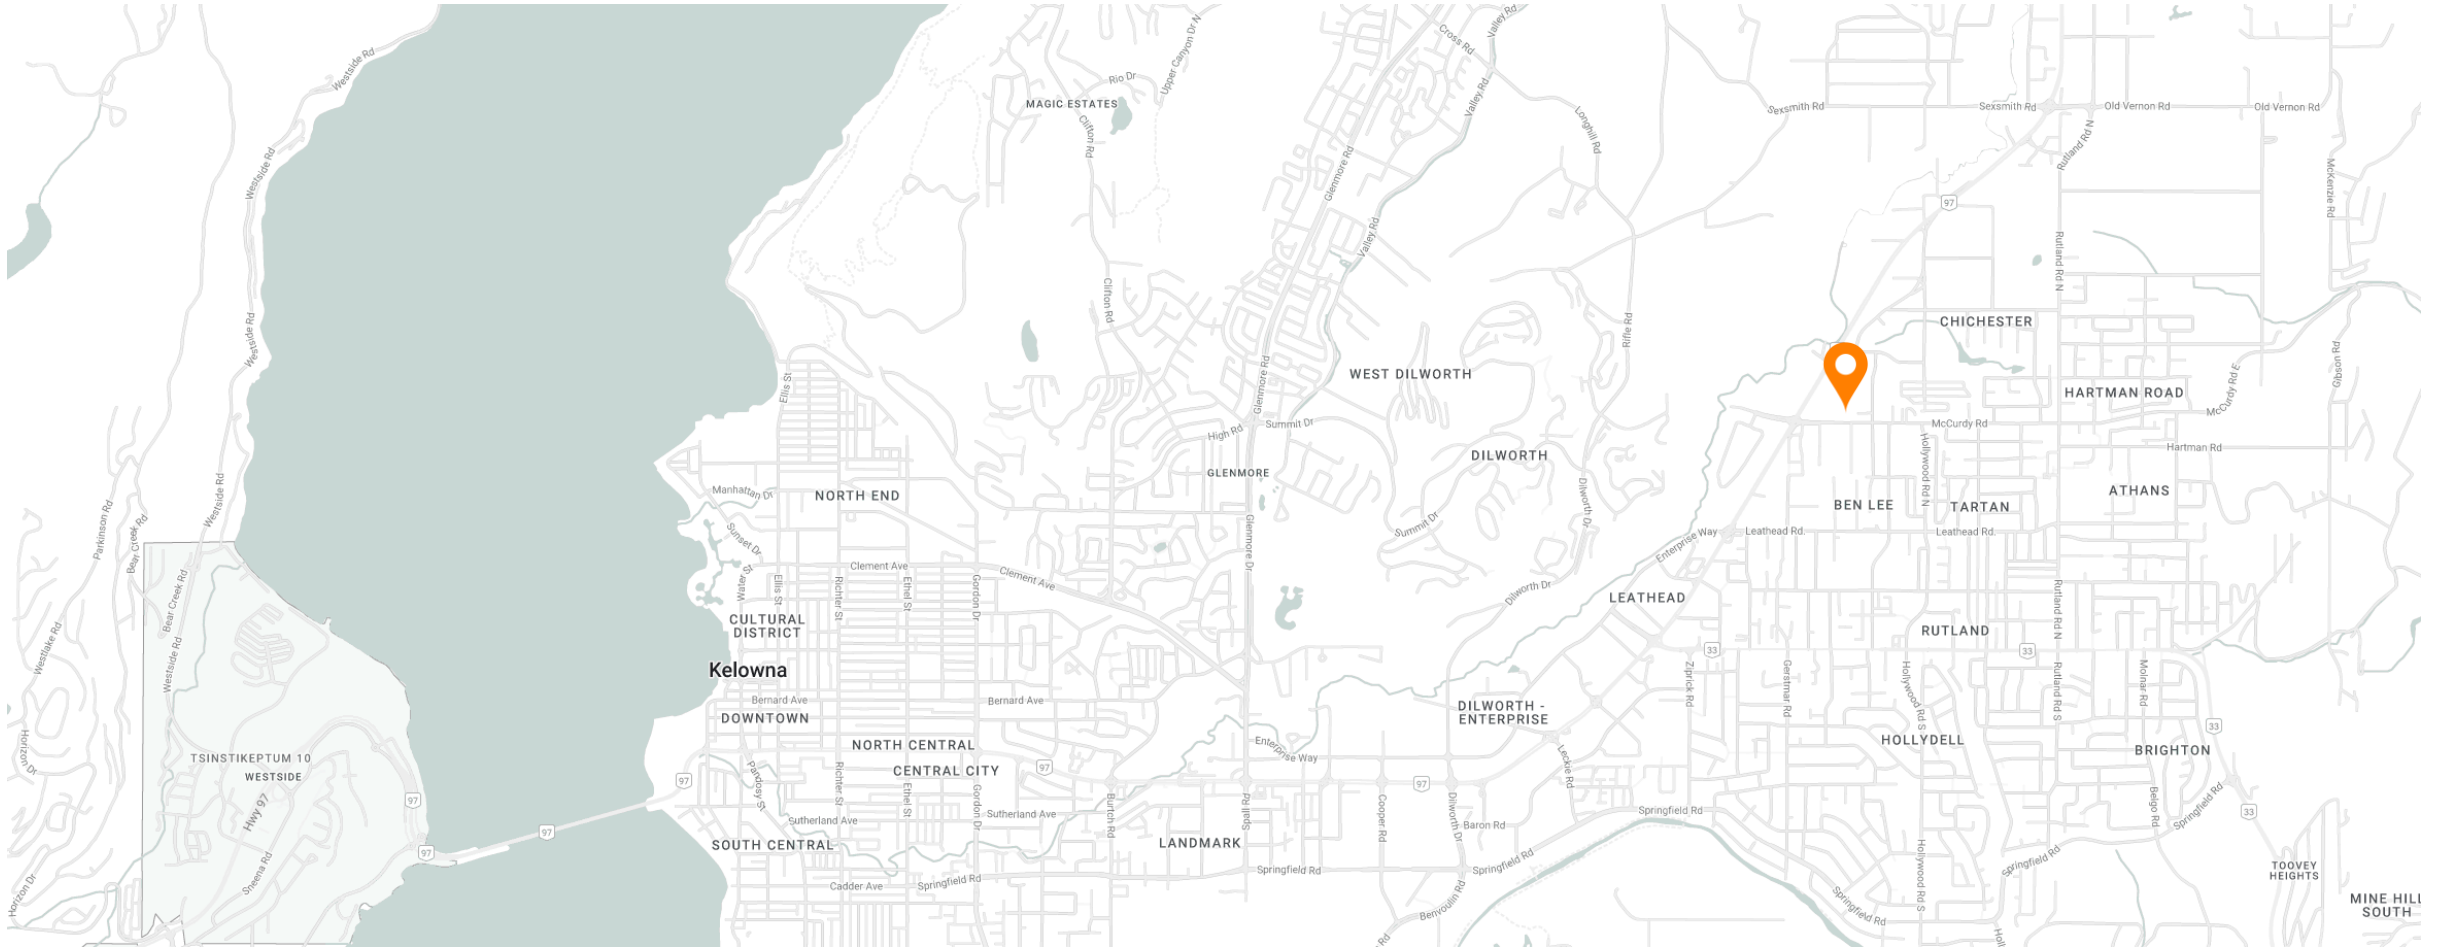 Westside Rd
Upper Canyon Dr N
Valley Rd
Cross Rd
Rio Dr
MAGIC ESTATES
Valley Rd
Sexsmith Rd
Sexsmith Rd
Old Vernon Rd
Old Vernon Rd
Clifton Rd
Longhill Rd
Rutland Rd N
Westside Rd
Glenmore Rd
McKenzie Rd
97
Valley Rd
Rutland Rd N
Clifton Rd
Westside Rd
Rifle Rd
CHICHESTER
WEST DILWORTH
Ellis St
Glenmore Rd
Gibson Rd
HARTMAN ROAD
McCurdy Rd E
High Rd
Summit Dr
McCurdy Rd
Hartman Rd
DILWORTH
GLENMORE
Hollywood Rd N
Westside Rd
Manhattan Dr
NORTH END
Dilworth Dr
BEN LEE
TARTAN
ATHANS
Parkinson Rd
Bear Creek Rd
Sunset Dr
Summit Dr
Enterprise Way
Leathead Rd
Leathead Rd
Glenmore Dr
Clement Ave
Clement Ave
Water St
Ellis St
Richter St
Ethel St
Gordon Dr
Dilworth Dr
LEATHEAD
Bear Creek Rd
Rutland Rd N
CULTURAL
DISTRICT
RUTLAND
Westlake Rd
Westside Rd
33
33
Kelowna
Ziprick Rd
Gerstmar Rd
Hollywood Rd S
Rutland Rd S
Molnar Rd
Bernard Ave
Bernard Ave
DOWNTOWN
DILWORTH -
ENTERPRISE
33
Horizon Dr
NORTH CENTRAL
Enterprise Way
HOLLYDELL
BRIGHTON
TSINSTIKEPTUM 10
WESTSIDE
CENTRAL CITY
97
97
97
Leckie Rd
Pandosy St
Richter St
Ethel St
Gordon Dr
97
Hwy 97
Burtch Rd
Spall Rd
Cooper Rd
Dilworth Dr
Springfield Rd
Belgo Rd
Springfield Rd
33
Sutherland Ave
Sutherland Ave
Baron Rd
97
97
SOUTH CENTRAL
LANDMARK
Sneena Rd
Springfield Rd
Springfield Rd
Springfield Rd
Springfield Rd
Hollywood Rd S
TOOVEY
HEIGHTS
Horizon Dr
Cadder Ave
Benvoulin Rd
Springfield Rd
MINE HILL
SOUTH
Rd